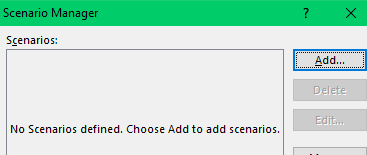 Scenario Manager ? ×
Scenarios:
Add...
Delete
No Scenarios defined. Choose Add to add scenarios.
Edit...